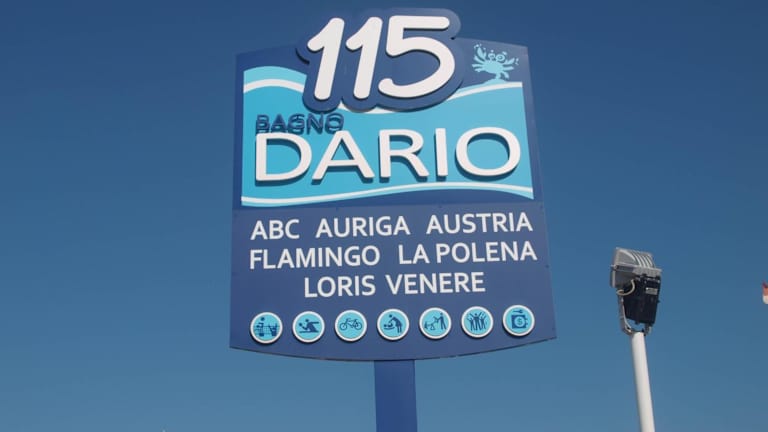 115
BAGNO
DARIO
ABC AURIGA AUSTRIA
FLAMINGO LA POLENA
LORIS VENERE